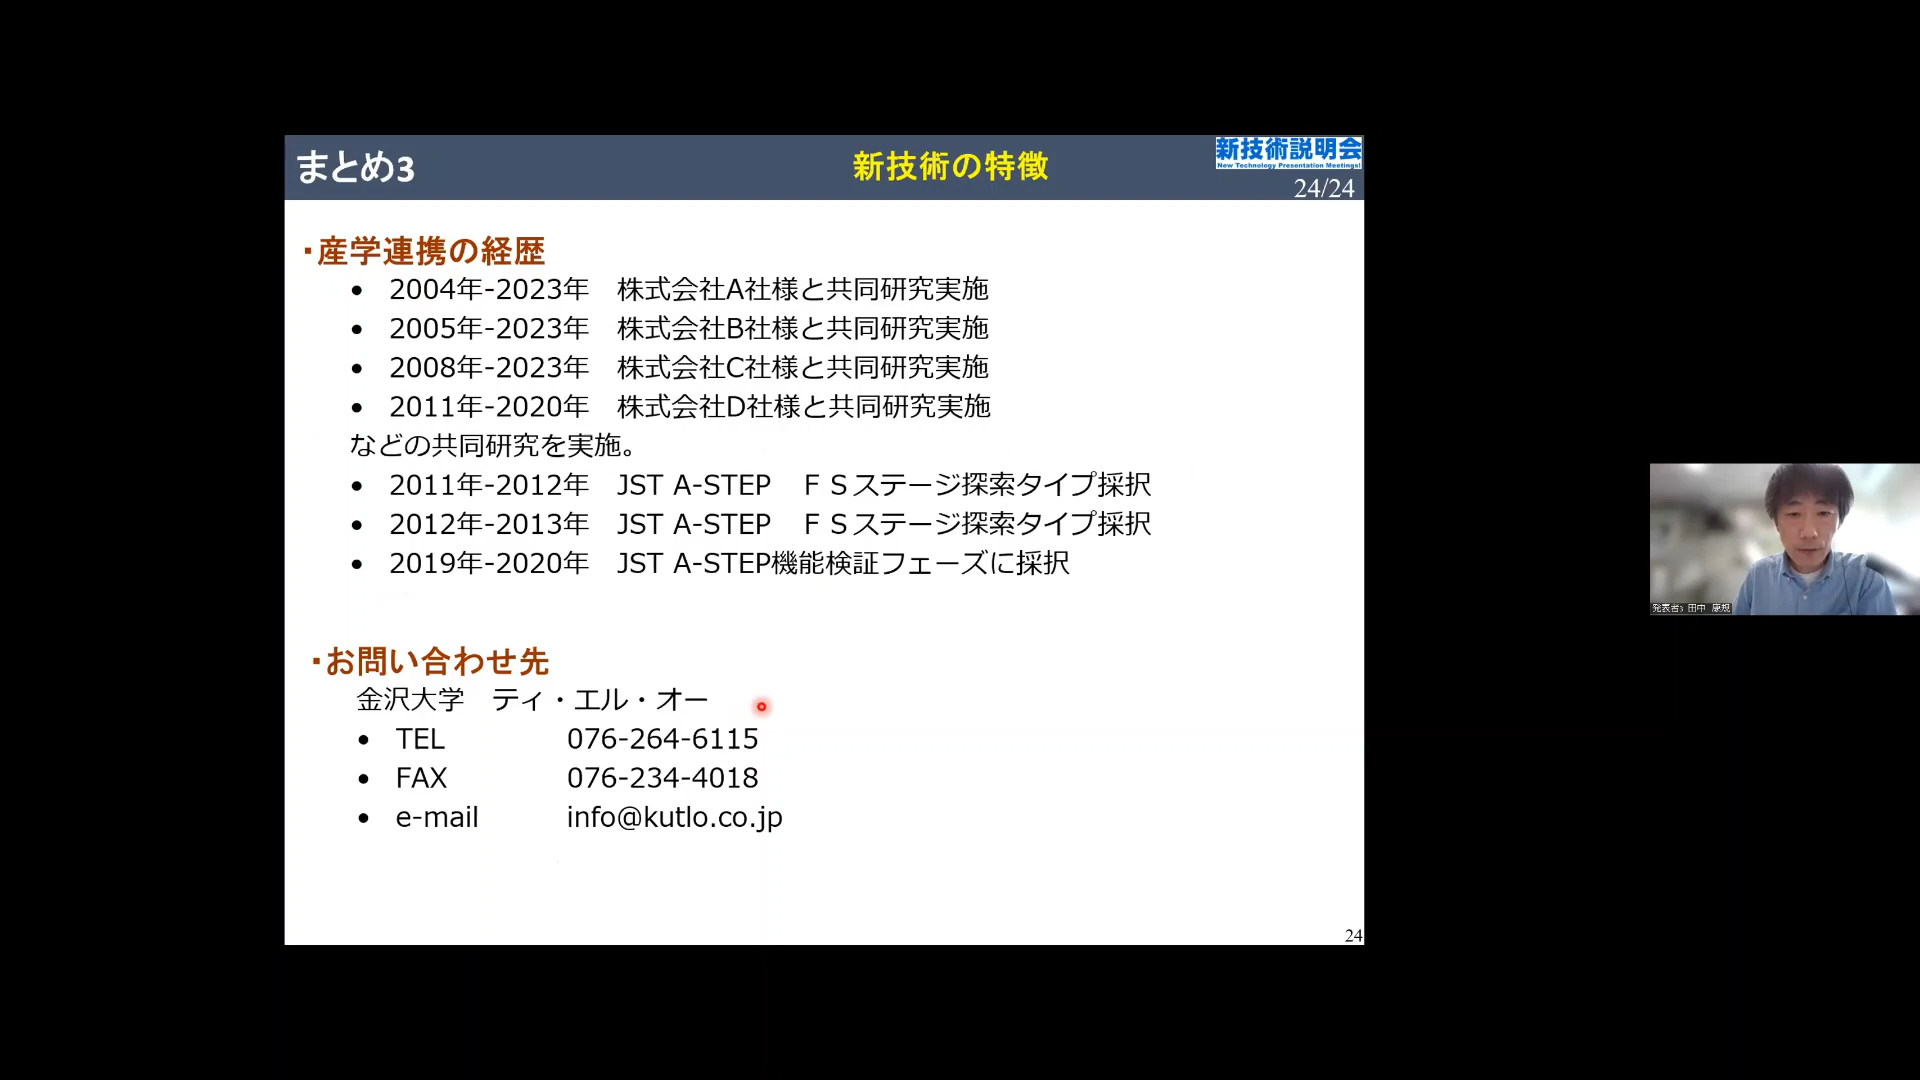 まとめ3
新技術の特徴
新技術説明会
New Technology Presentation Meetings!
24/24
・産学連携の経歴
• 2004年-2023年　株式会社A社様と共同研究実施
• 2005年-2023年　株式会社B社様と共同研究実施
• 2008年-2023年　株式会社C社様と共同研究実施
• 2011年-2020年　株式会社D社様と共同研究実施
などの共同研究を実施。
• 2011年-2012年　JST A-STEP　ＦＳステージ探索タイプ採択
• 2012年-2013年　JST A-STEP　ＦＳステージ探索タイプ採択
• 2019年-2020年　JST A-STEP機能検証フェーズに採択
・お問い合わせ先
金沢大学　ティ・エル・オー
• TEL 076-264-6115
• FAX 076-234-4018
• e-mail info@kutlo.co.jp
24
発表者3 田中 康規